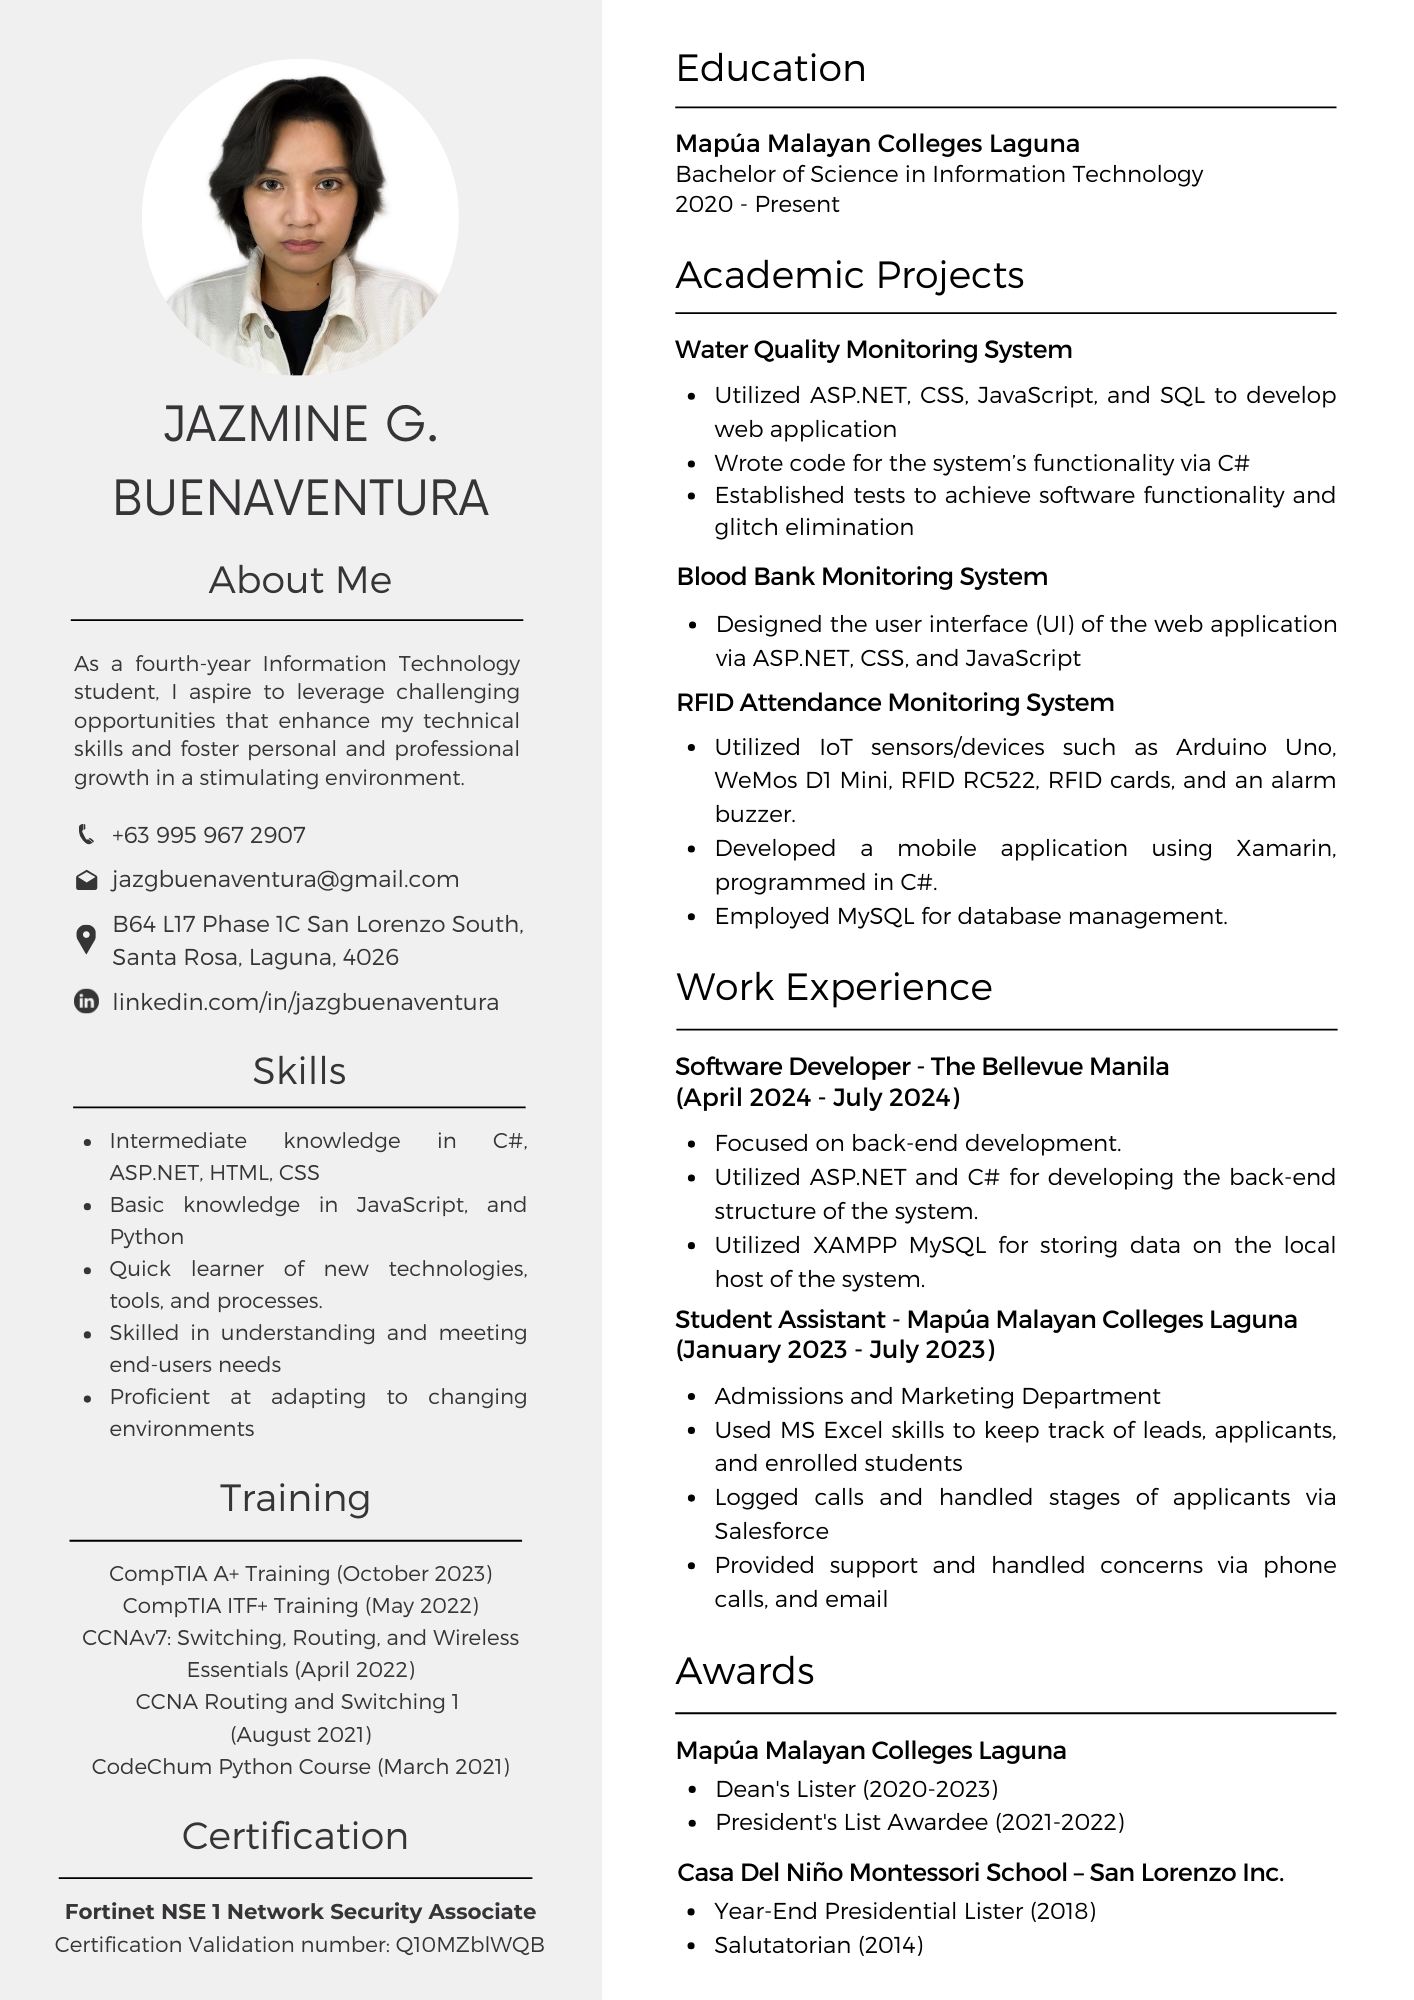 JAZMINE G.
BUENAVENTURA
About Me
As a fourth-year Information Technology
student, I aspire to leverage challenging
opportunities that enhance my technical
skills and foster personal and professional
growth in a stimulating environment.
+63 995 967 2907
jazgbuenaventura@gmail.com
B64 L17 Phase 1C San Lorenzo South,
Santa Rosa, Laguna, 4026
in
linkedin.com/in/jazgbuenaventura
Skills
• Intermediate knowledge in C#,
ASP.NET, HTML, CSS
• Basic knowledge in JavaScript, and
Python
• Quick learner of new technologies,
tools, and processes.
• Skilled in understanding and meeting
end-users needs
• Proficient at adapting to changing
environments
Training
CompTIA A+ Training (October 2023)
CompTIA ITF+ Training (May 2022)
CCNAv7: Switching, Routing, and Wireless
Essentials (April 2022)
CCNA Routing and Switching 1
(August 2021)
CodeChum Python Course (March 2021)
Certification
Fortinet NSE 1 Network Security Associate
Certification Validation number: Q10MZblWQB
Education
Mapúa Malayan Colleges Laguna
Bachelor of Science in Information Technology
2020 - Present
Academic Projects
Water Quality Monitoring System
• Utilized ASP.NET, CSS, JavaScript, and SQL to develop
web application
• Wrote code for the system’s functionality via C#
• Established tests to achieve software functionality and
glitch elimination
Blood Bank Monitoring System
• Designed the user interface (UI) of the web application
via ASP.NET, CSS, and JavaScript
RFID Attendance Monitoring System
• Utilized IoT sensors/devices such as Arduino Uno,
WeMos D1 Mini, RFID RC522, RFID cards, and an alarm
buzzer.
• Developed a mobile application using Xamarin,
programmed in C#.
• Employed MySQL for database management.
Work Experience
Software Developer - The Bellevue Manila
(April 2024 - July 2024)
• Focused on back-end development.
• Utilized ASP.NET and C# for developing the back-end
structure of the system.
• Utilized XAMPP MySQL for storing data on the local
host of the system.
Student Assistant - Mapúa Malayan Colleges Laguna
(January 2023 - July 2023)
• Admissions and Marketing Department
• Used MS Excel skills to keep track of leads, applicants,
and enrolled students
• Logged calls and handled stages of applicants via
Salesforce
• Provided support and handled concerns via phone
calls, and email
Awards
Mapúa Malayan Colleges Laguna
• Dean's Lister (2020-2023)
• President's List Awardee (2021-2022)
Casa Del Niño Montessori School – San Lorenzo Inc.
• Year-End Presidential Lister (2018)
• Salutatorian (2014)